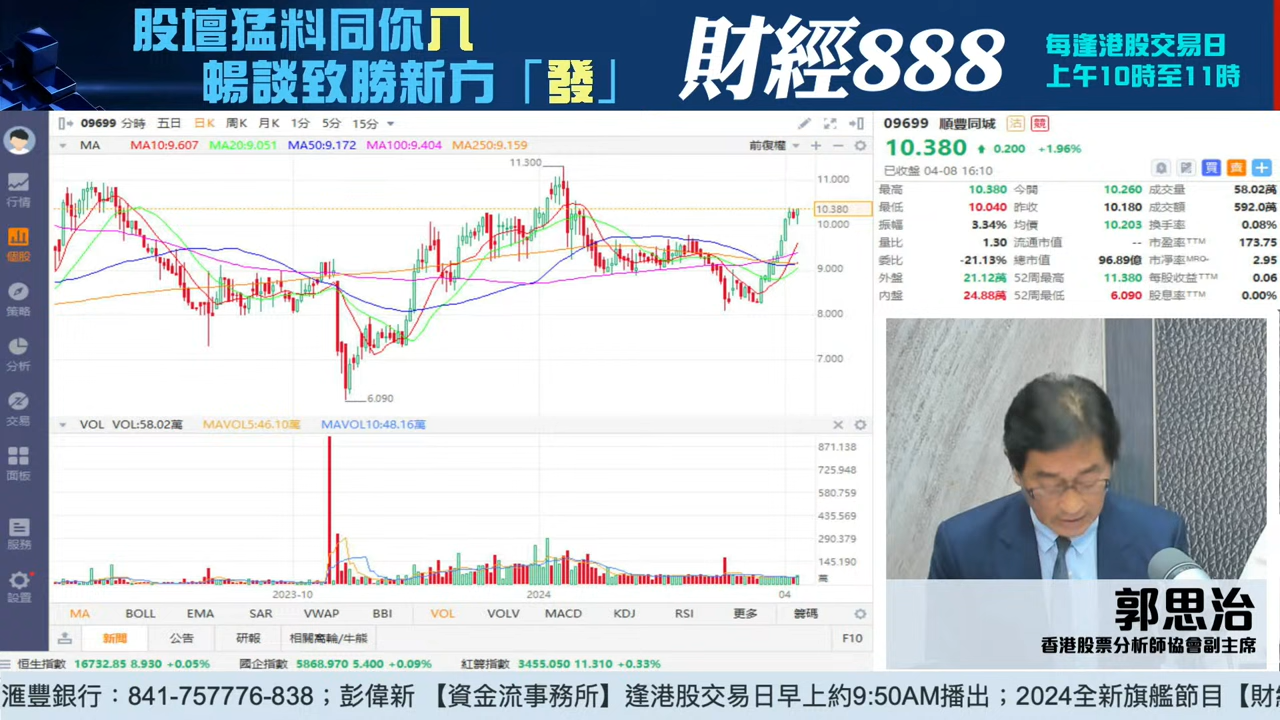 股壇猛料同你八
暢談致勝新方「發」
財經888
每逢港股交易日
上午10時至11時
09699 分時 五日 日K 周K 月K 1分 5分 15分
MA MA10:9.607 MA20:9.051 MA50:9.172 MA100:9.404 MA250:9.159 前復權
11.300
11.000
10.380
10.000
9.000
8.000
7.000
6.090
VOL VOL:58.02萬 MAVOL5:46.10萬 MAVOL10:48.16萬
871.138
725.948
580.759
435.569
290.379
145.190
萬
2023-10 2024 04
MA BOLL EMA SAR VWAP BBI VOL VOLV MACD KDJ RSI 更多 籌碼
新聞 公告 研報 相關窩輪/牛熊 F10
行情
個股
策略
分析
交易
面板
服務
設置
09699 順豐同城 沽 競
10.380 0.200 +1.96%
已收盤 04-08 16:10
買 賣
最高 10.380 今開 10.260 成交量 58.02萬
最低 10.040 昨收 10.180 成交額 592.0萬
振幅 3.34% 均價 10.203 換手率 0.08%
量比 1.30 流通市值 -- 市盈率TTM 173.75
委比 -21.13% 總市值 96.89億 市淨率MRQ 2.95
外盤 21.12萬 52周最高 11.380 每股收益TTM 0.06
內盤 24.88萬 52周最低 6.090 股息率TTM 0.00%
郭思治
香港股票分析師協會副主席
恒生指數 16732.85 8.930 +0.05% 國企指數 5868.970 5.400 +0.09% 紅籌指數 3455.050 11.310 +0.33%
滙豐銀行：841-757776-838；彭偉新 【資金流事務所】逢港股交易日早上約9:50AM播出；2024全新旗艦節目【財